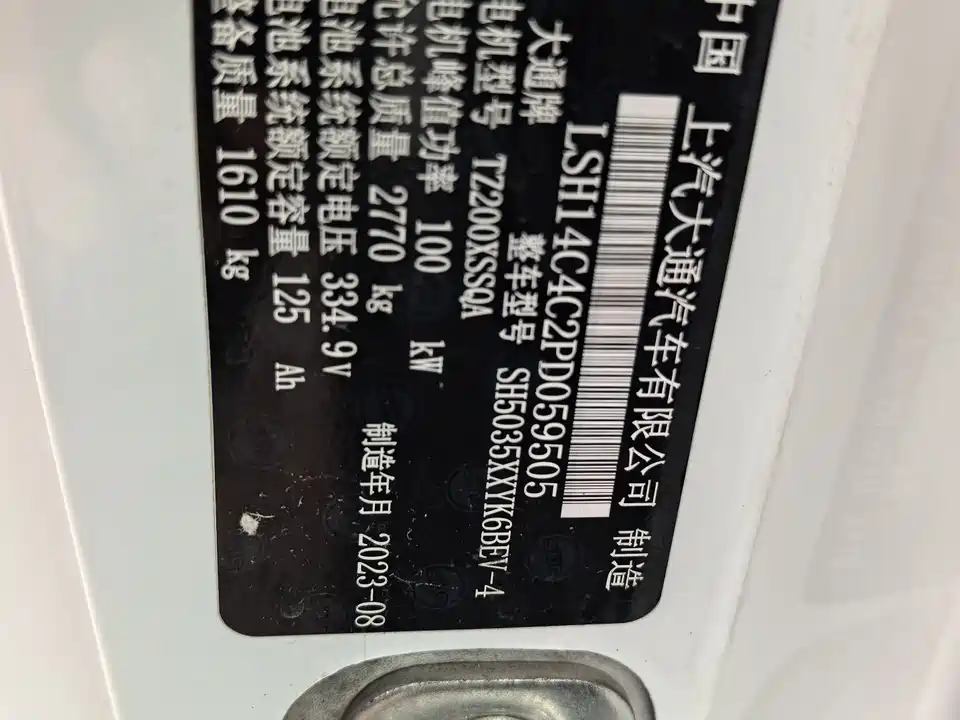 中国 上汽大通汽车有限公司 制造
LSH14C4C2PD059505
大通牌 整车型号 SH5035XXYK6BEV-4
电机型号 TZ200XSSQA
电机峰值功率 100 kW
允许总质量 2770 kg 制造年月 2023-08
电池系统额定电压 334.9V
电池系统额定容量 125 Ah
整备质量 1610 kg